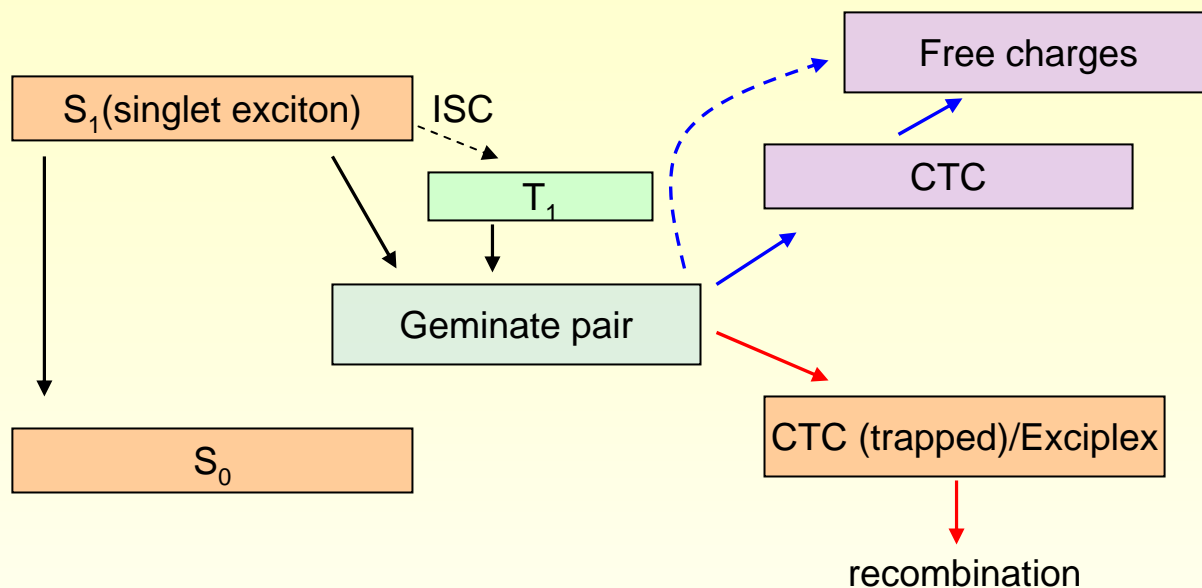 Free charges
S₁(singlet exciton)
ISC
CTC
T₁
Geminate pair
CTC (trapped)/Exciplex
S₀
recombination